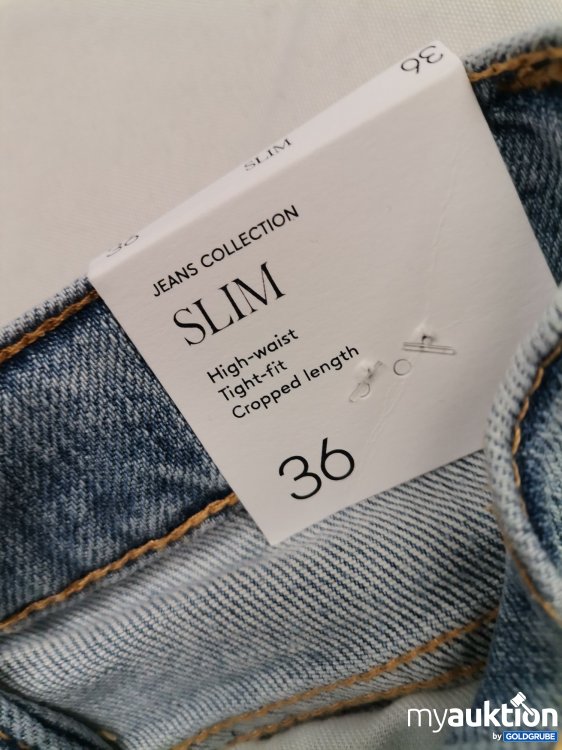 36
SLIM
36
JEANS COLLECTION
SLIM
High-waist
Tight-fit
Cropped length
36
myauktion
by GOLDGRUBE